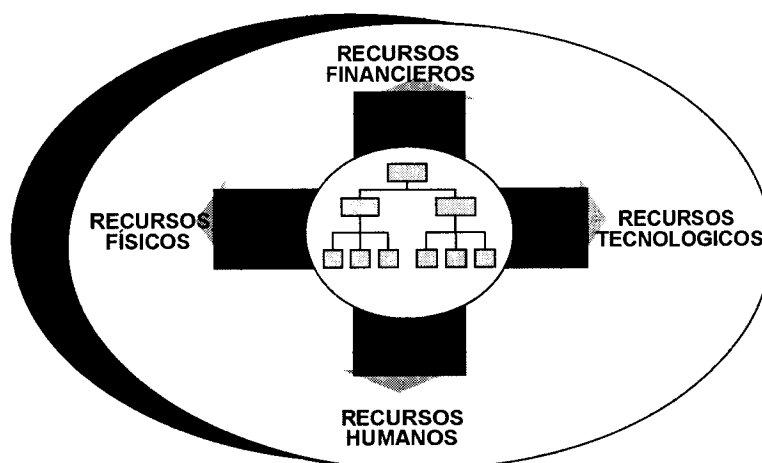 RECURSOS
FINANCIEROS
RECURSOS
FÍSICOS
RECURSOS
TECNOLOGICOS
RECURSOS
HUMANOS